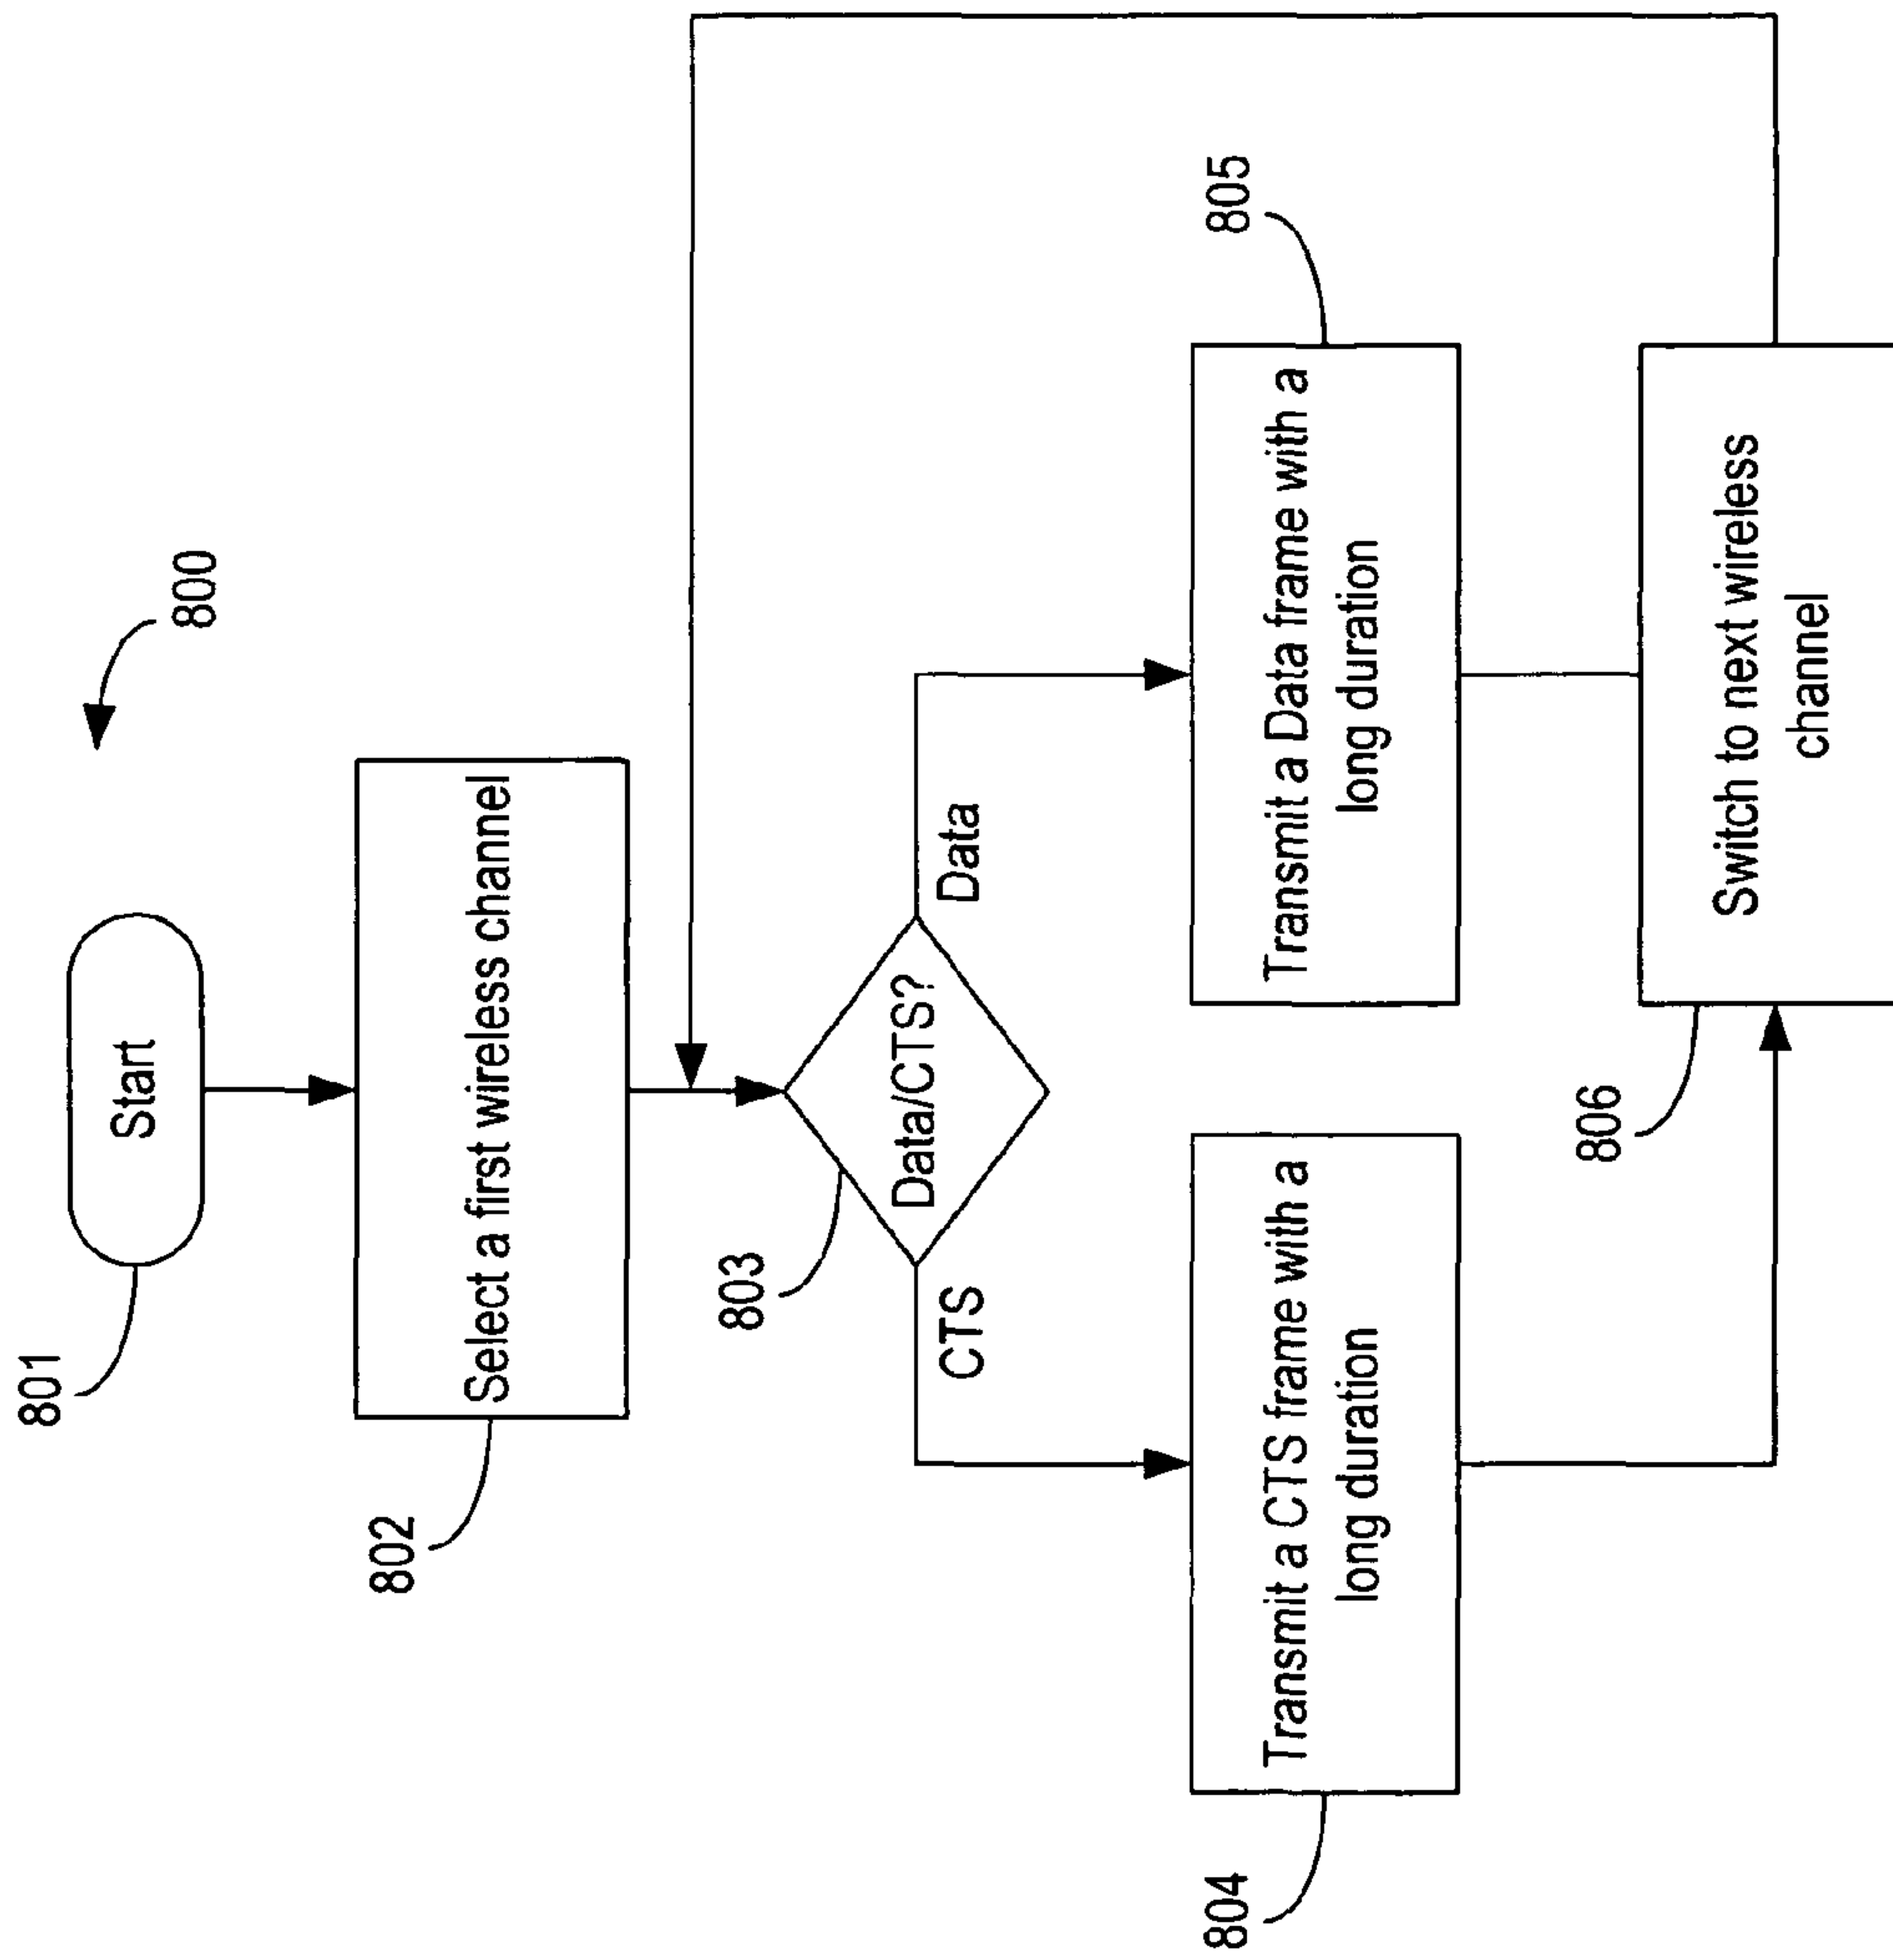 800
801
Start
802
Select a first wireless channel
803
Data/CTS?
CTS
Data
804
Transmit a CTS frame with a
long duration
805
Transmit a Data frame with a
long duration
806
Switch to next wireless
channel